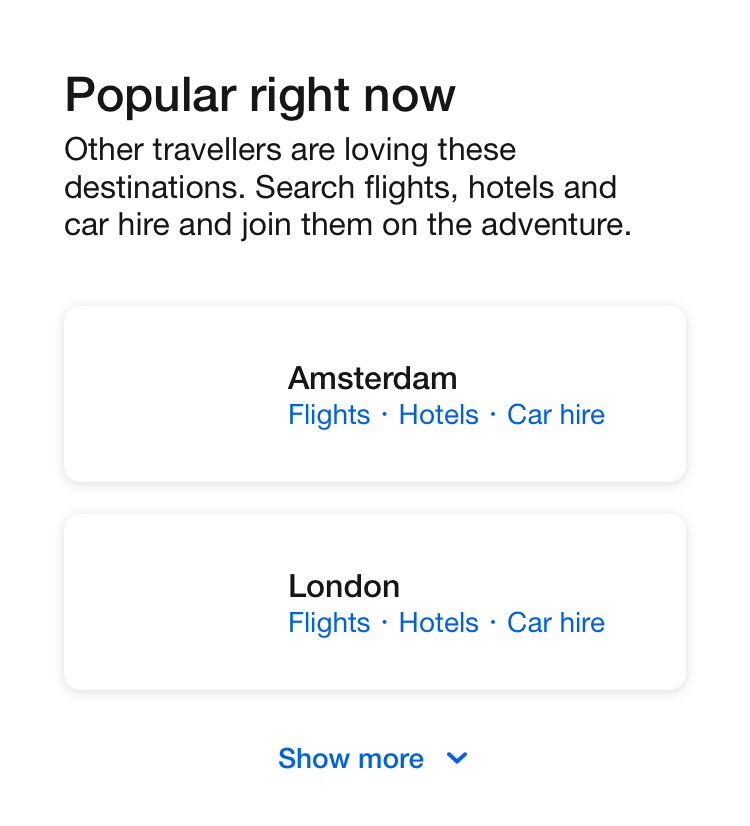 Popular right now
Other travellers are loving these
destinations. Search flights, hotels and
car hire and join them on the adventure.
Amsterdam
Flights · Hotels · Car hire
London
Flights · Hotels · Car hire
Show more